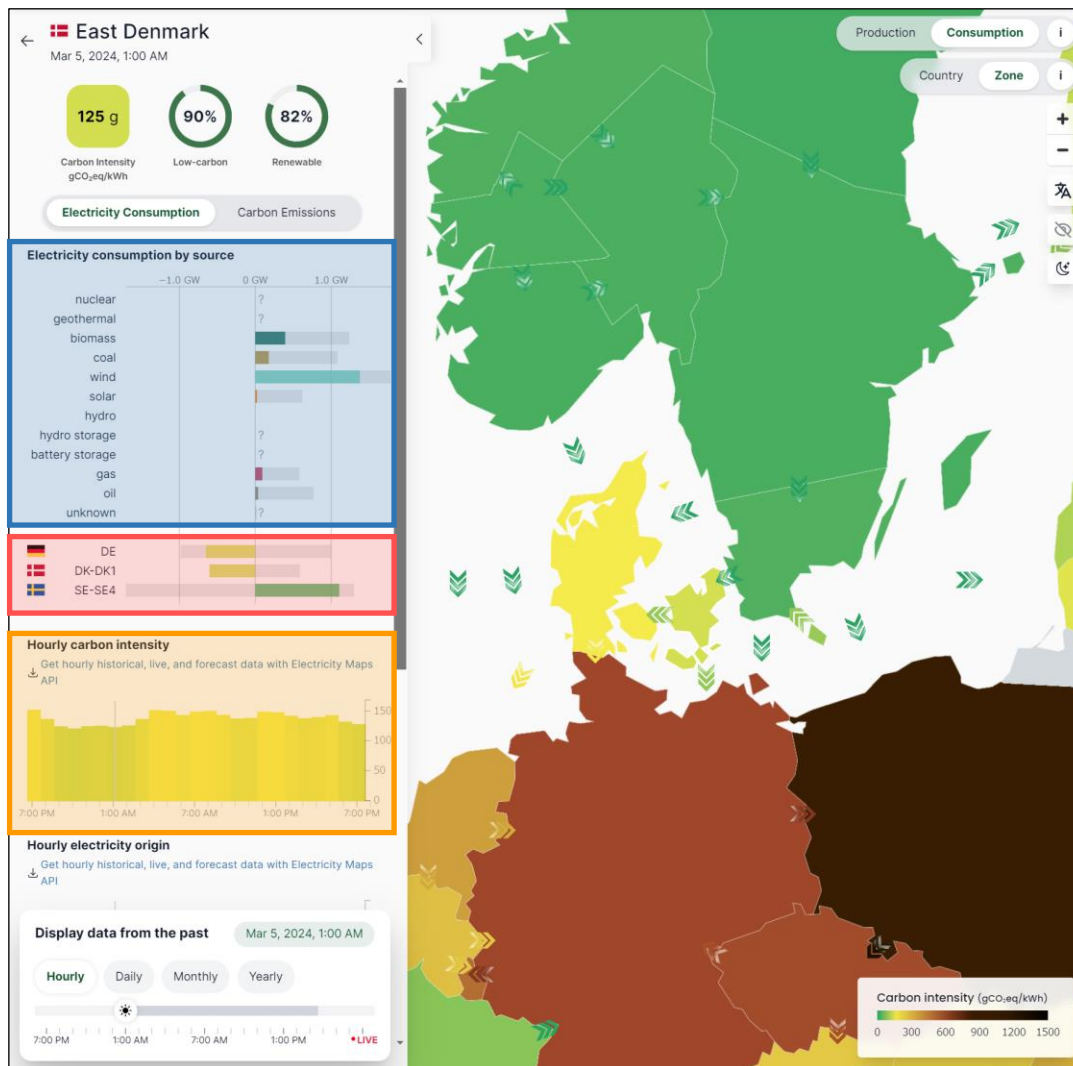 East Denmark
Mar 5, 2024, 1:00 AM
125 g
90%
82%
Carbon Intensity
gCO₂eq/kWh
Low-carbon
Renewable
Electricity Consumption
Carbon Emissions
Electricity consumption by source
−1.0 GW
0 GW
1.0 GW
nuclear ?
geothermal ?
biomass
coal
wind
solar
hydro
hydro storage ?
battery storage ?
gas
oil
unknown ?
DE
DK-DK1
SE-SE4
Hourly carbon intensity
Get hourly historical, live, and forecast data with Electricity Maps
API
150
100
50
0
7:00 PM
1:00 AM
7:00 AM
1:00 PM
7:00 PM
Hourly electricity origin
Get hourly historical, live, and forecast data with Electricity Maps
API
Display data from the past
Mar 5, 2024, 1:00 AM
Hourly
Daily
Monthly
Yearly
7:00 PM
1:00 AM
7:00 AM
1:00 PM
LIVE
Production
Consumption
i
Country
Zone
i
+
−
Carbon intensity (gCO₂eq/kWh)
0 300 600 900 1200 1500